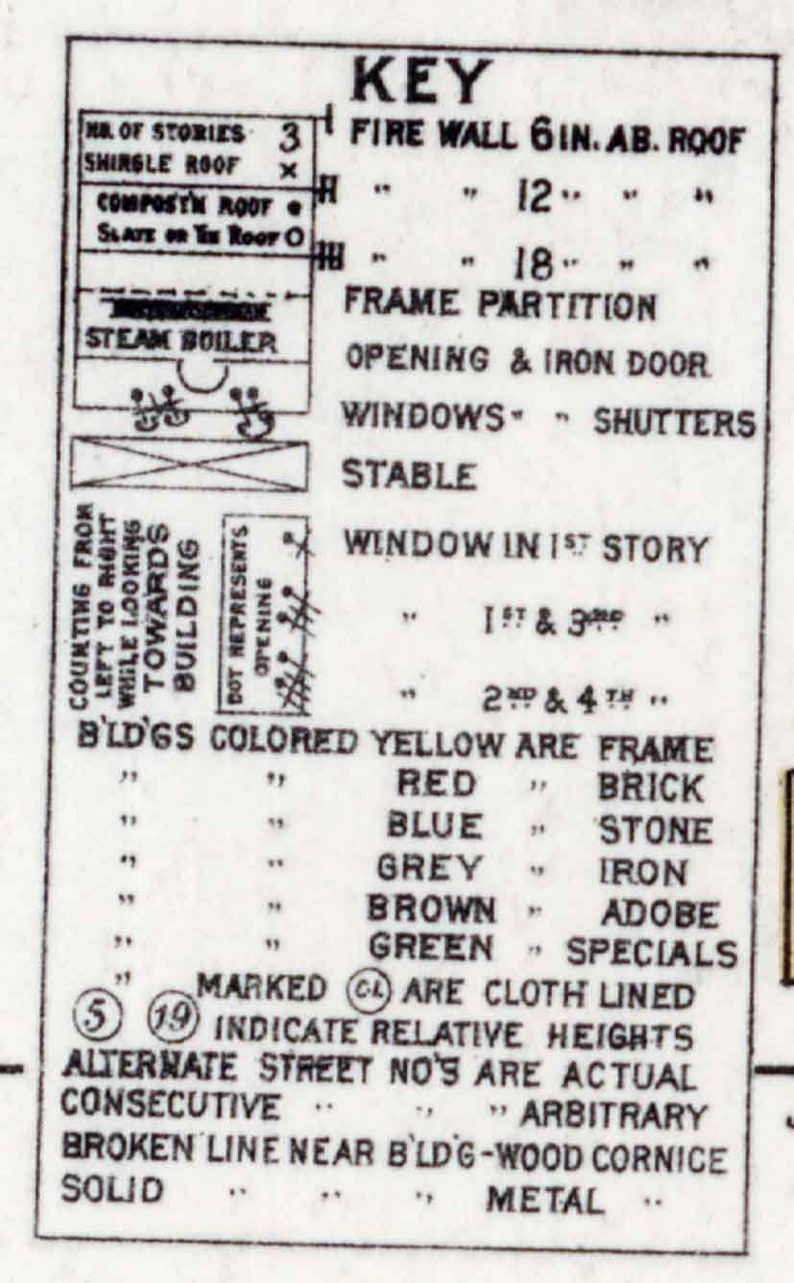 KEY
NO. OF STORIES 3
SHINGLE ROOF x
COMPOST'N ROOF
SLATE OR TIN ROOF O
STEAM BOILER
FIRE WALL 6 IN. AB. ROOF
" " 12 " " "
" " 18 " " "
FRAME PARTITION
OPENING & IRON DOOR
WINDOWS " " SHUTTERS
STABLE
COUNTING FROM
LEFT TO RIGHT
WHILE LOOKING
TOWARDS
BUILDING
DOT REPRESENTS
OPENING
WINDOW IN 1ST STORY
" 1ST & 3RD "
" 2ND & 4TH "
B'LD'GS COLORED YELLOW ARE FRAME
" " RED " BRICK
" " BLUE " STONE
" " GREY " IRON
" " BROWN " ADOBE
" " GREEN " SPECIALS
" MARKED C.L ARE CLOTH LINED
5 19 INDICATE RELATIVE HEIGHTS
ALTERNATE STREET NO'S ARE ACTUAL
CONSECUTIVE " " " ARBITRARY
BROKEN LINE NEAR B'LD'G-WOOD CORNICE
SOLID " " " METAL "